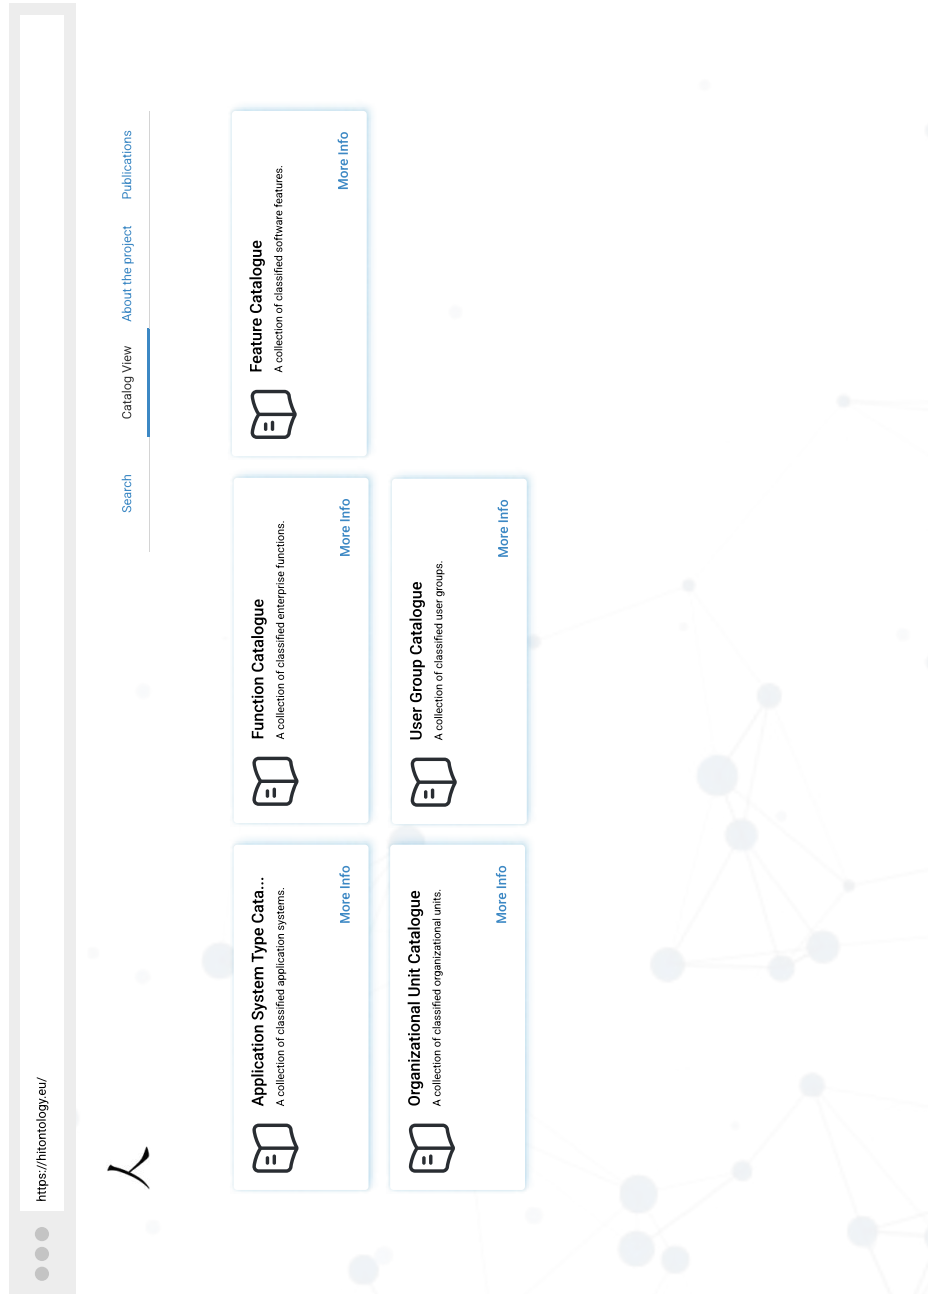 https://hitontology.eu/
Search
Catalog View
About the project
Publications
Application System Type Cata...
A collection of classified application systems.
More Info
Function Catalogue
A collection of classified enterprise functions.
More Info
Feature Catalogue
A collection of classified software features.
More Info
Organizational Unit Catalogue
A collection of classified organizational units.
More Info
User Group Catalogue
A collection of classified user groups.
More Info